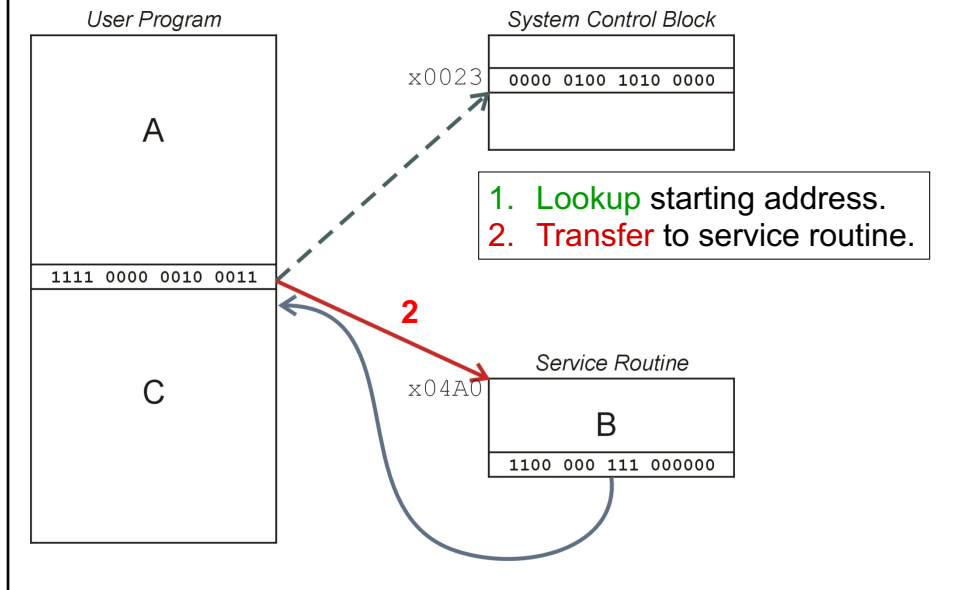 User Program
System Control Block
x0023
0000 0100 1010 0000
A
1. Lookup starting address.
2. Transfer to service routine.
1111 0000 0010 0011
2
Service Routine
x04A0
C
B
1100 000 111 000000